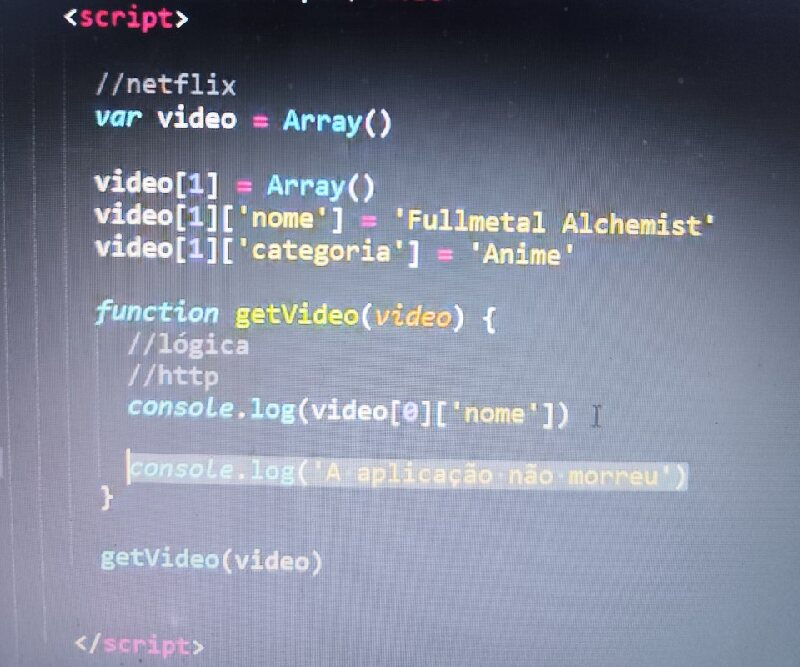 <script>
//netflix
var video = Array()
video[1] = Array()
video[1]['nome'] = 'Fullmetal Alchemist'
video[1]['categoria'] = 'Anime'
function getVideo(video) {
//lógica
//http
console.log(video[0]['nome'])
console.log('A aplicação não morreu')
}
getVideo(video)
</script>